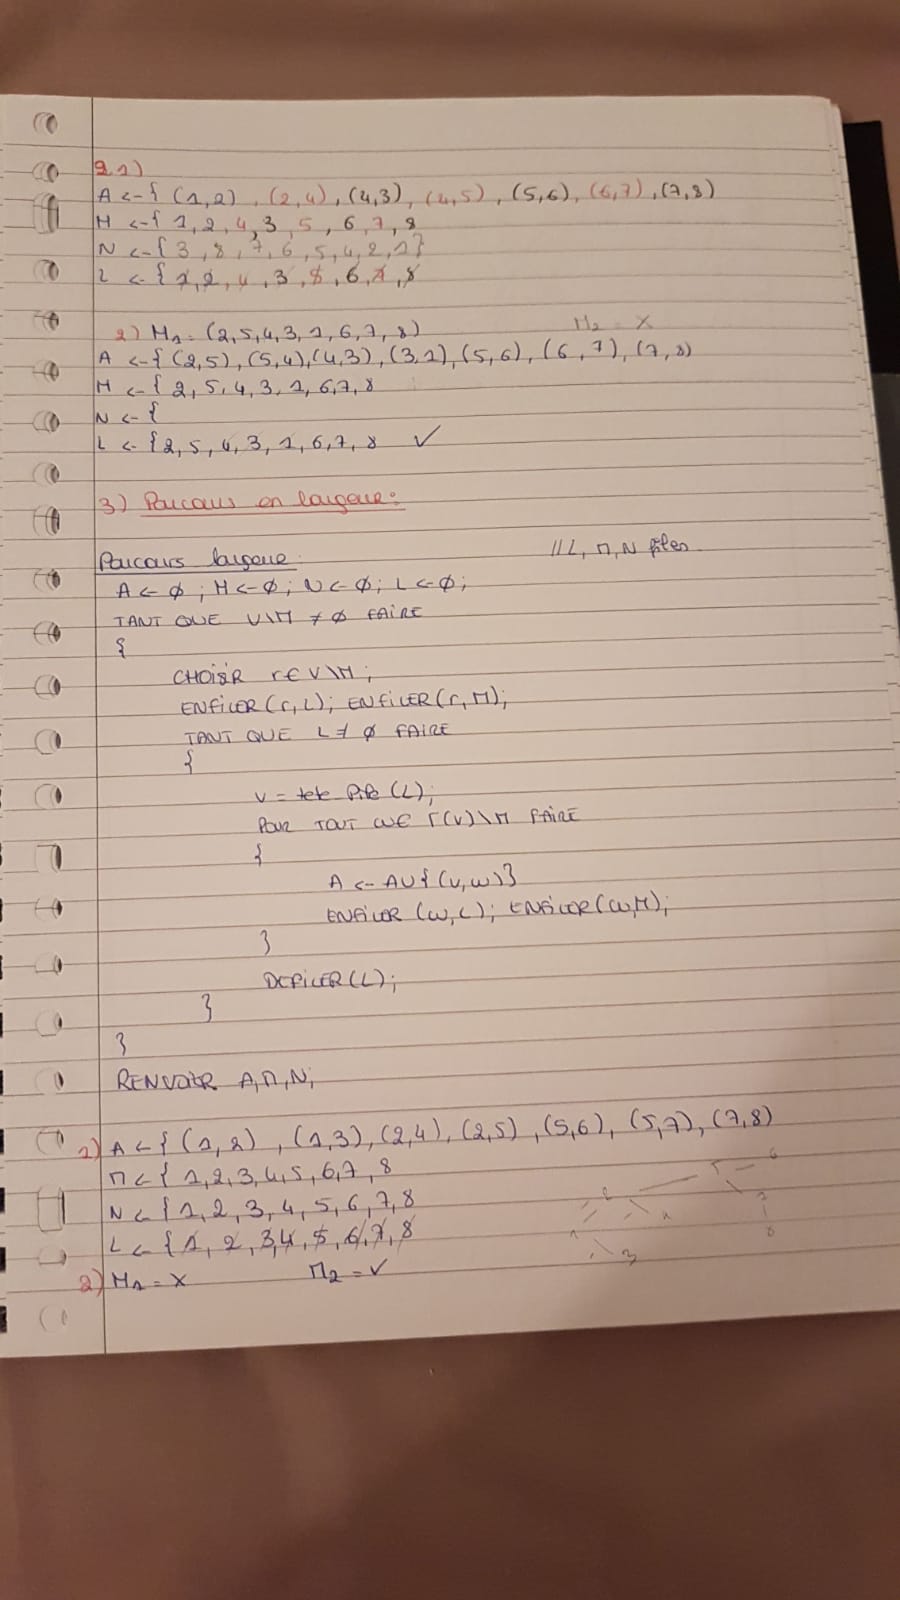 2.1)
A <- { (1,2), (2,4), (4,3), (4,5), (5,6), (6,7), (7,8)
M <- { 1, 2, 4, 3, 5, 6, 7, 8
N <- { 3, 8, 7, 6, 5, 4, 2, 1 }
L <- { 1, 2, 4, 3, 5, 6, 7, 8
2) M1 = (2,5,4,3,1,6,7,8) M2 = X
A <- { (2,5), (5,4), (4,3), (3,1), (5,6), (6,7), (7,8)
M <- { 2, 5, 4, 3, 1, 6, 7, 8
N <- {
L <- { 2, 5, 4, 3, 1, 6, 7, 8 ✓
3) Parcours en largeur:
Parcours largeur: // L, M, N files
A <- ∅ ; M <- ∅ ; N <- ∅ ; L <- ∅ ;
TANT QUE V\M ≠ ∅ FAIRE
{
CHOISIR r ∈ V\M ;
ENFILER (r, L); ENFILER (r, M);
TANT QUE L ≠ ∅ FAIRE
{
v = tete file (L);
POUR TOUT w ∈ Γ(v)\M FAIRE
{
A <- A ∪ {(v,w)}
ENFILER (w, L); ENFILER (w, M);
}
DEFILER (L);
}
}
RENVOYER A, M, N;
1) A <- { (1,2), (1,3), (2,4), (2,5), (5,6), (5,7), (7,8)
M <- { 1, 2, 3, 4, 5, 6, 7, 8
N <- { 1, 2, 3, 4, 5, 6, 7, 8
L <- { 1, 2, 3, 4, 5, 6, 7, 8
2) M1 = X M2 = ✓